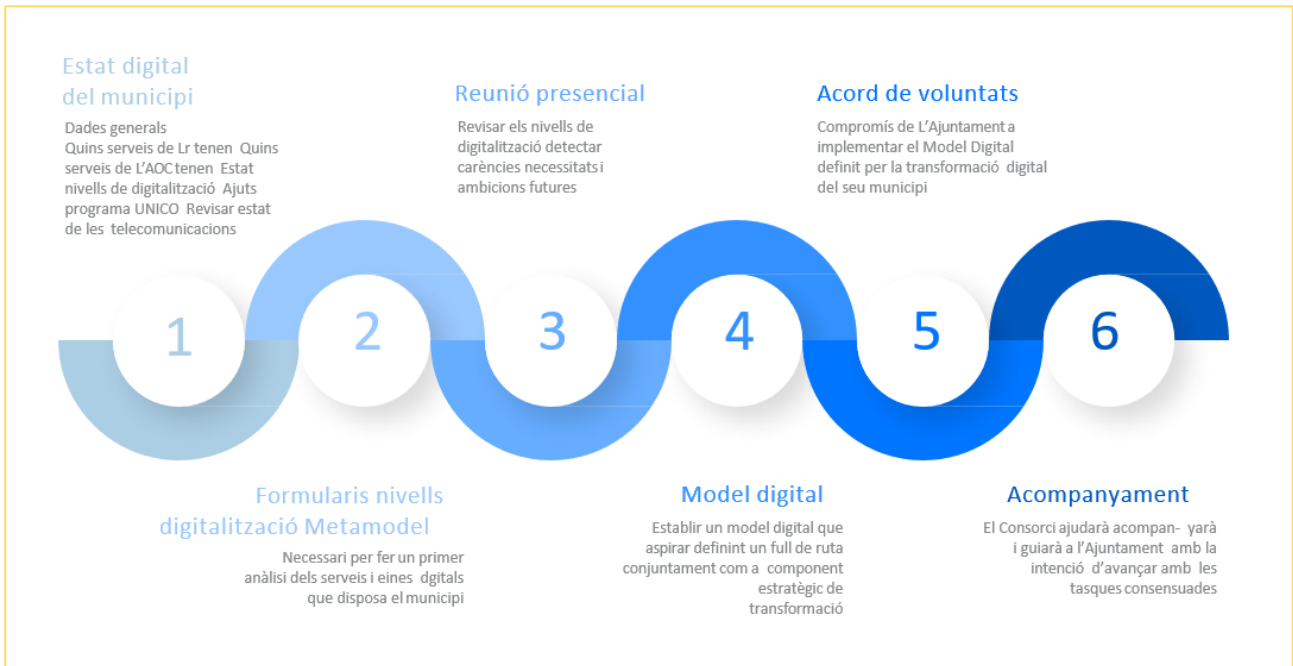 Estat digital
del municipi
Dades generals
Quins serveis de Lr tenen Quins
serveis de L'AOC tenen Estat
nivells de digitalització Ajuts
programa UNICO Revisar estat
de les telecomunicacions
Reunió presencial
Revisar els nivells de
digitalització detectar
carències necessitats i
ambicions futures
Acord de voluntats
Compromís de L'Ajuntament a
implementar el Model Digital
definit per la transformació digital
del seu municipi
1
2
3
4
5
6
Formularis nivells
digitalització Metamodel
Necessari per fer un primer
anàlisi dels serveis i eines dgitals
que disposa el municipi
Model digital
Establir un model digital que
aspirar definint un full de ruta
conjuntament com a component
estratègic de
transformació
Acompanyament
El Consorci ajudarà acompan- yarà
i guiarà a l'Ajuntament amb la
intenció d'avançar amb les
tasques consensuades